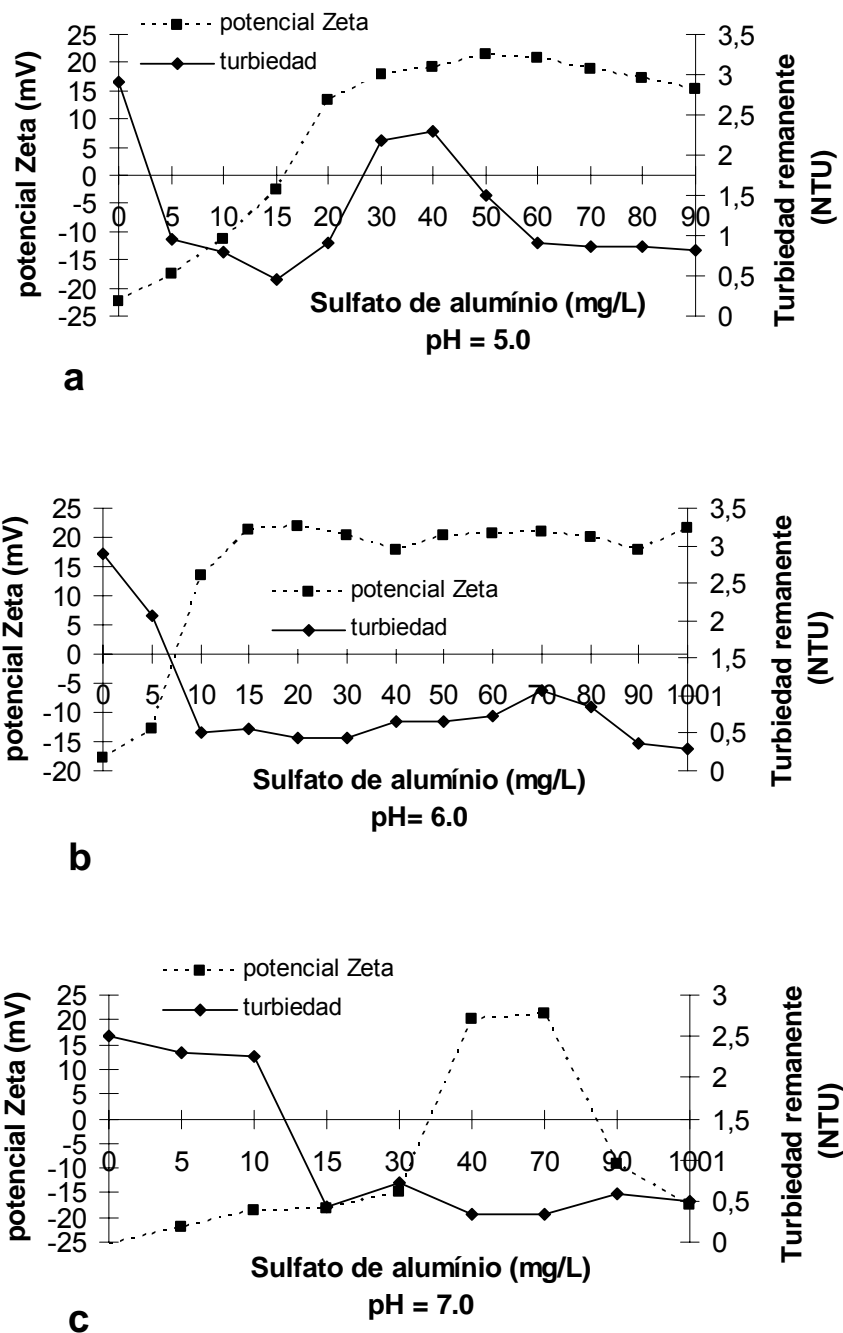 potencial Zeta
turbiedad
potencial Zeta (mV)
25
20
15
10
5
0
-5
-10
-15
-20
-25
0 5 10 15 20 30 40 50 60 70 80 90
3,5
3
2,5
2
1,5
1
0,5
0
Turbiedad remanente
(NTU)
Sulfato de alumínio (mg/L)
pH = 5.0
a
potencial Zeta (mV)
25
20
15
10
5
0
-5
-10
-15
-20
potencial Zeta
turbiedad
0 5 10 15 20 30 40 50 60 70 80 90 100
3,5
3
2,5
2
1,5
1
0,5
0
Turbiedad remanente
(NTU)
Sulfato de alumínio (mg/L)
pH= 6.0
b
potencial Zeta
turbiedad
potencial Zeta (mV)
25
20
15
10
5
0
-5
-10
-15
-20
-25
0 5 10 15 30 40 70 90 100
3
2,5
2
1,5
1
0,5
0
Turbiedad remanente
(NTU)
Sulfato de alumínio (mg/L)
pH = 7.0
c